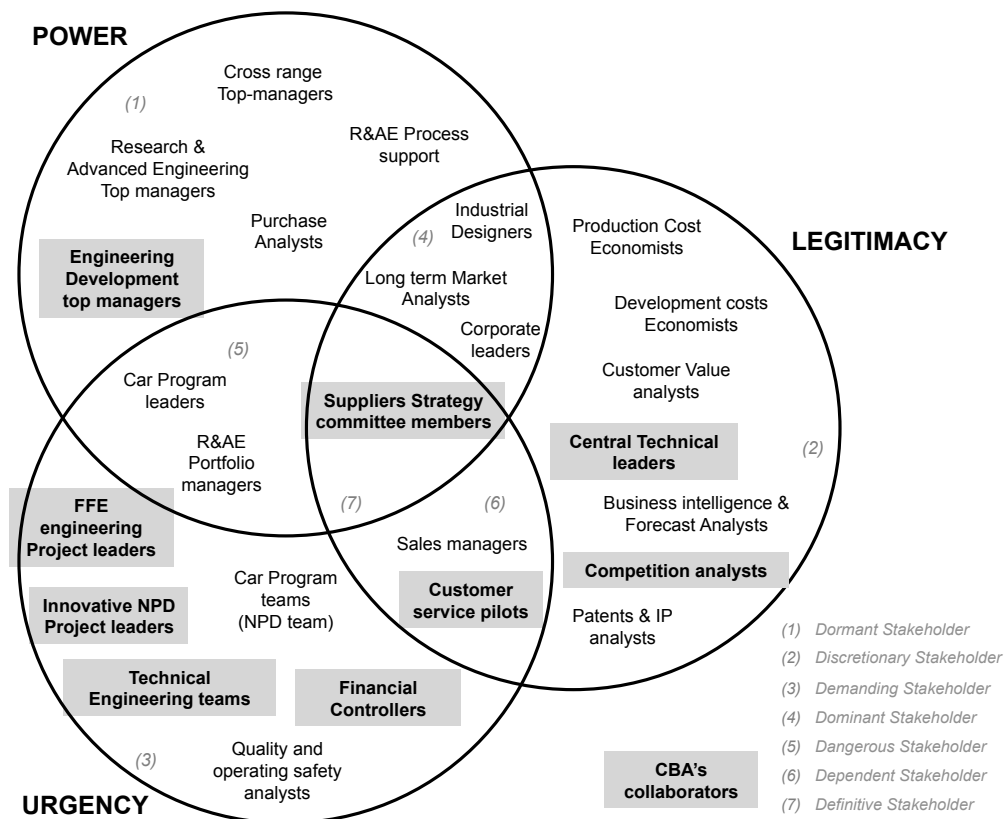 POWER
(1)
Cross range
Top-managers
R&AE Process
support
Research &
Advanced Engineering
Top managers
Purchase
Analysts
Engineering
Development
top managers
Industrial
Designers
(4)
Long term Market
Analysts
Corporate
leaders
LEGITIMACY
Production Cost
Economists
Development costs
Economists
Customer Value
analysts
Central Technical
leaders
(2)
Business intelligence &
Forecast Analysts
Competition analysts
Patents & IP
analysts
(5)
Car Program
leaders
R&AE
Portfolio
managers
Suppliers Strategy
committee members
(7)
(6)
Sales managers
Customer
service pilots
FFE
engineering
Project leaders
Innovative NPD
Project leaders
Car Program
teams
(NPD team)
Technical
Engineering teams
Financial
Controllers
(3)
Quality and
operating safety
analysts
URGENCY
CBA's
collaborators
(1) Dormant Stakeholder
(2) Discretionary Stakeholder
(3) Demanding Stakeholder
(4) Dominant Stakeholder
(5) Dangerous Stakeholder
(6) Dependent Stakeholder
(7) Definitive Stakeholder